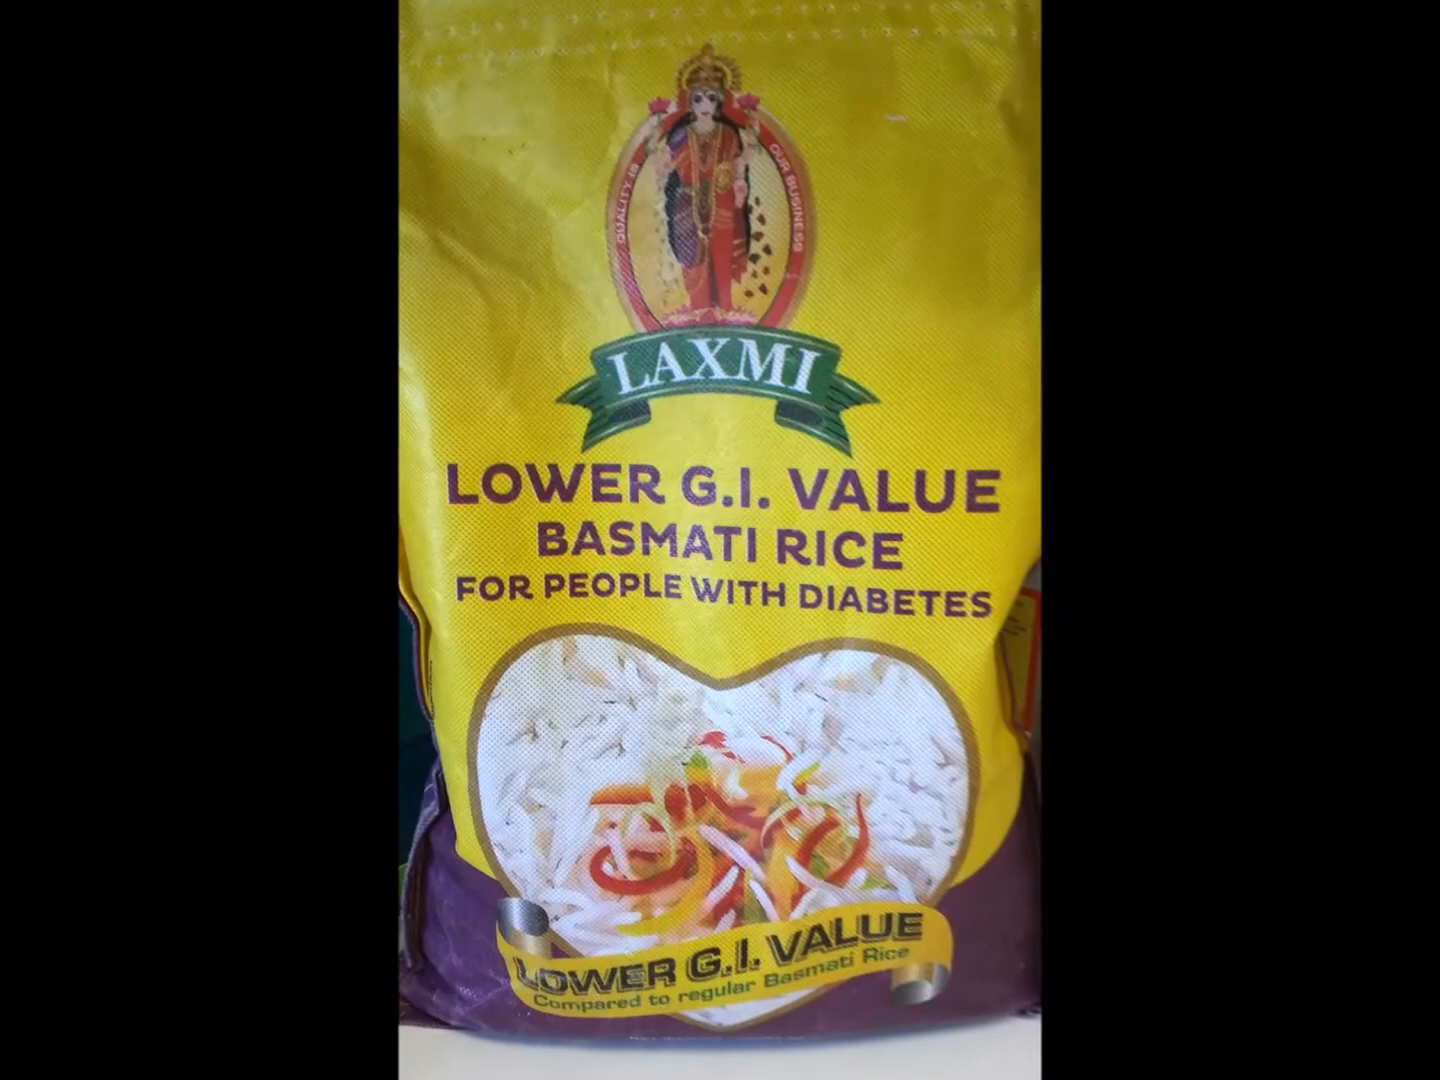 QUALITY IS
OUR BUSINESS
LAXMI
LOWER G.I. VALUE
BASMATI RICE
FOR PEOPLE WITH DIABETES
LOWER G.I. VALUE
Compared to regular Basmati Rice